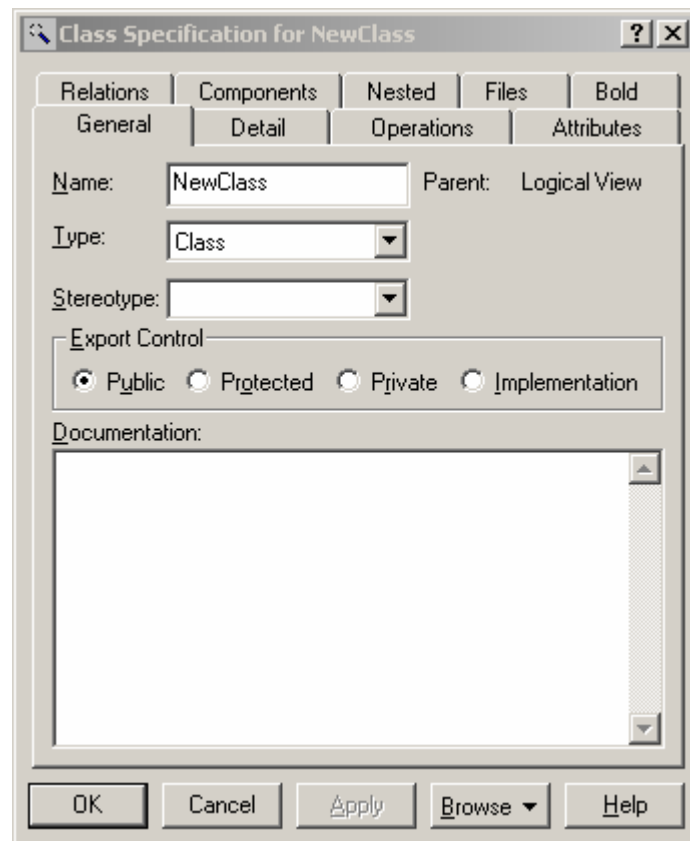 Class Specification for NewClass ? X
Relations Components Nested Files Bold
General Detail Operations Attributes
Name: NewClass Parent: Logical View
Type: Class
Stereotype:
Export Control
Public Protected Private Implementation
Documentation:
OK Cancel Apply Browse Help